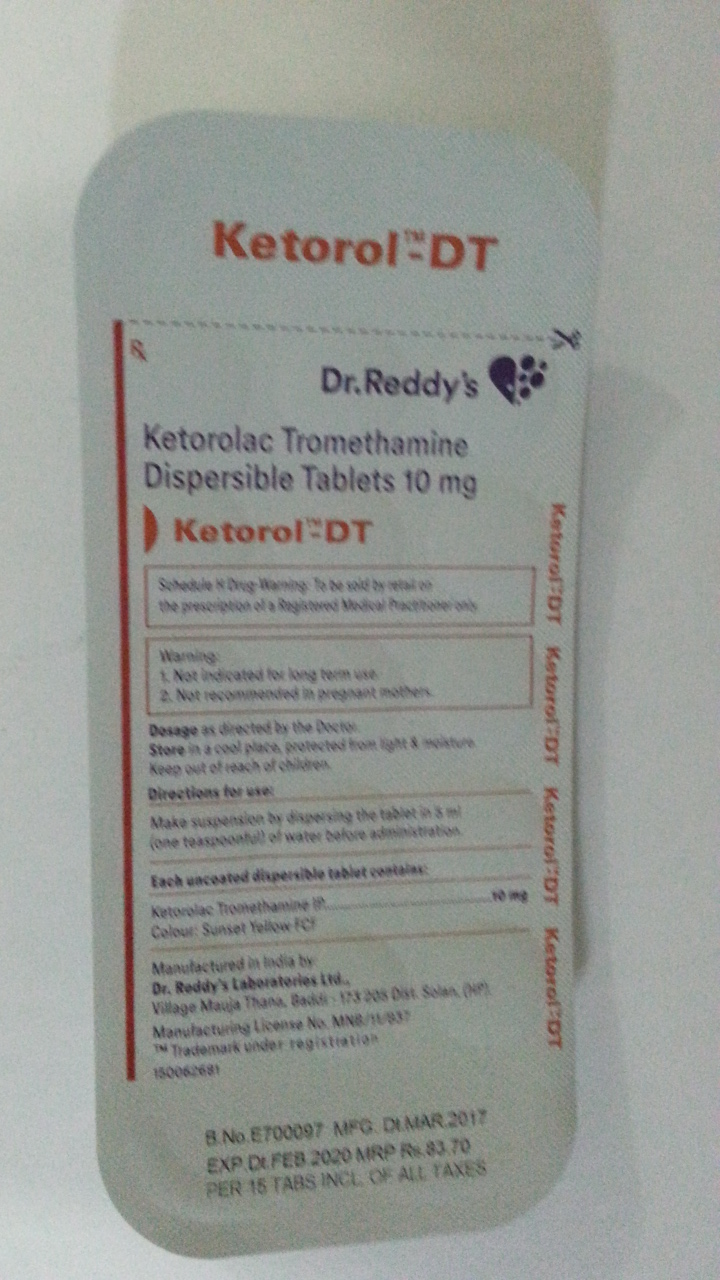 Ketorol™-DT
Rx
Dr.Reddy's
Ketorolac Tromethamine
Dispersible Tablets 10 mg
Ketorol™-DT
Schedule H Drug-Warning: To be sold by retail on
the prescription of a Registered Medical Practitioner only.
Warning:
1. Not indicated for long term use.
2. Not recommended in pregnant mothers.
Dosage as directed by the Doctor.
Store in a cool place, protected from light & moisture.
Keep out of reach of children.
Directions for use:
Make suspension by dispersing the tablet in 5 ml
(one teaspoonful) of water before administration.
Each uncoated dispersible tablet contains:
Ketorolac Tromethamine IP..........................10 mg
Colour: Sunset Yellow FCF
Manufactured in India by:
Dr. Reddy's Laboratories Ltd.,
Village Mauja Thana, Baddi - 173 205 Dist. Solan, (HP).
Manufacturing License No. MNB/11/837
™ Trademark under registration
150062681
B.No.E700097 MFG. Dt.MAR.2017
EXP.Dt.FEB.2020 MRP Rs.83.70
PER 15 TABS INCL. OF ALL TAXES
Ketorol™-DT
Ketorol™-DT
Ketorol™-DT
Ketorol™-DT